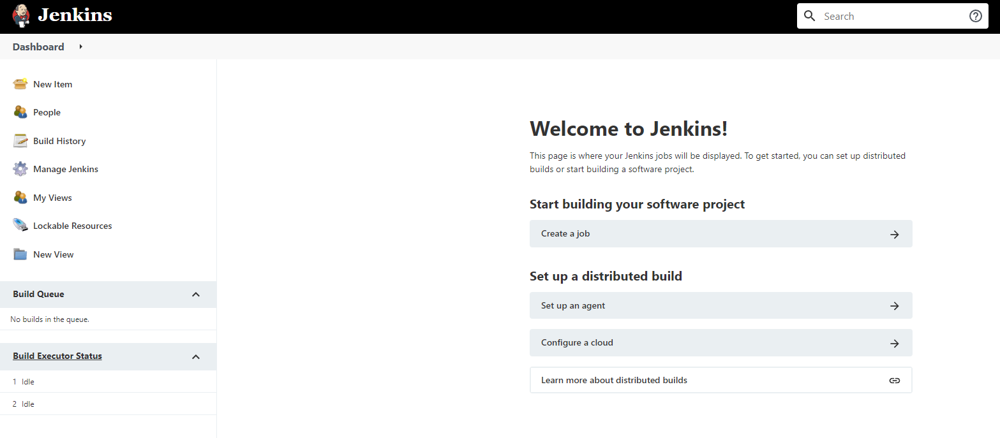 Jenkins
Search
Dashboard
New Item
People
Build History
Manage Jenkins
My Views
Lockable Resources
New View
Build Queue
No builds in the queue.
Build Executor Status
1 Idle
2 Idle
Welcome to Jenkins!
This page is where your Jenkins jobs will be displayed. To get started, you can set up distributed
builds or start building a software project.
Start building your software project
Create a job
Set up a distributed build
Set up an agent
Configure a cloud
Learn more about distributed builds